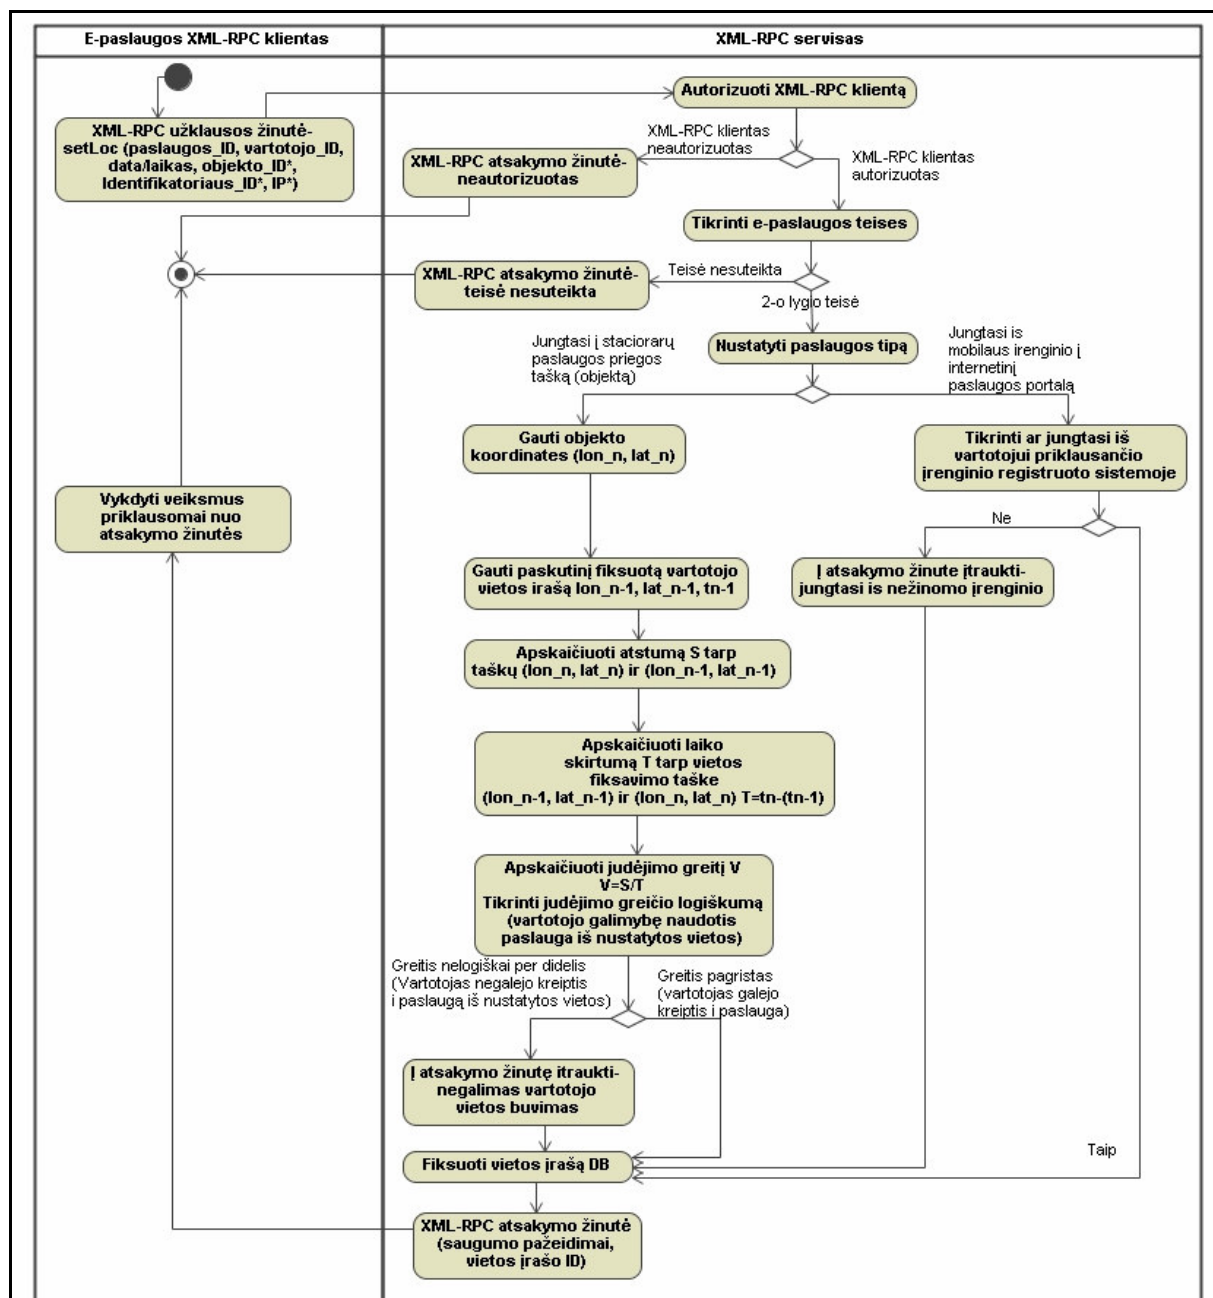 E-paslaugos XML-RPC klientas
XML-RPC servisas
Autorizuoti XML-RPC klientą
XML-RPC užklausos žinutė-
setLoc (paslaugos_ID, vartotojo_ID,
data/laikas, objekto_ID*,
Identifikatoriaus_ID*, IP*)
XML-RPC klientas
neautorizuotas
XML-RPC klientas
autorizuotas
XML-RPC atsakymo žinutė-
neautorizuotas
Tikrinti e-paslaugos teises
Teisė nesuteikta
XML-RPC atsakymo žinutė-
teisė nesuteikta
2-o lygio teisė
Nustatyti paslaugos tipą
Jungtasi į staciorarų
paslaugos priegos
tašką (objektą)
Jungtasi is
mobilaus irenginio į
internetinį
paslaugos portalą
Gauti objekto
koordinates (lon_n, lat_n)
Tikrinti ar jungtasi iš
vartotojui priklausančio
įrenginio registruoto sistemoje
Vykdyti veiksmus
priklausomai nuo
atsakymo žinutės
Ne
Gauti paskutinį fiksuotą vartotojo
vietos irašą lon_n-1, lat_n-1, tn-1
Į atsakymo žinute įtraukti-
jungtasi is nežinomo įrenginio
Apskaičiuoti atstumą S tarp
taškų (lon_n, lat_n) ir (lon_n-1, lat_n-1)
Apskaičiuoti laiko
skirtumą T tarp vietos
fiksavimo taške
(lon_n-1, lat_n-1) ir (lon_n, lat_n) T=tn-(tn-1)
Apskaičiuoti judėjimo greitį V
V=S/T
Tikrinti judėjimo greičio logiškumą
(vartotojo galimybę naudotis
paslauga iš nustatytos vietos)
Greitis nelogiškai per didelis
(Vartotojas negalejo kreiptis
i paslaugą iš nustatytos vietos)
Greitis pagristas
(vartotojas galejo
kreiptis i paslauga)
Į atsakymo žinutę itraukti-
negalimas vartotojo
vietos buvimas
Taip
Fiksuoti vietos įrašą DB
XML-RPC atsakymo žinutė
(saugumo pažeidimai,
vietos įrašo ID)